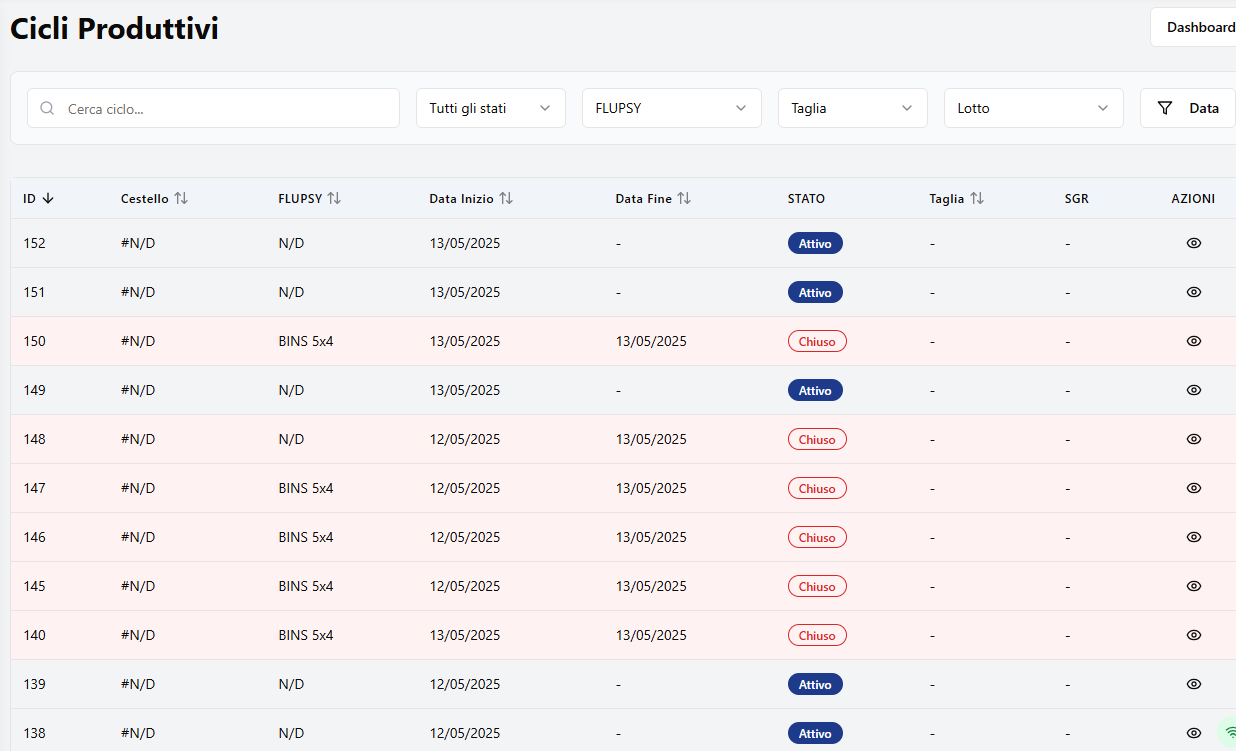 Cicli Produttivi
Dashboard
Cerca ciclo...
Tutti gli stati
FLUPSY
Taglia
Lotto
Data
ID Cestello FLUPSY Data Inizio Data Fine STATO Taglia SGR AZIONI
152 #N/D N/D 13/05/2025 - Attivo - -
151 #N/D N/D 13/05/2025 - Attivo - -
150 #N/D BINS 5x4 13/05/2025 13/05/2025 Chiuso - -
149 #N/D N/D 13/05/2025 - Attivo - -
148 #N/D N/D 12/05/2025 13/05/2025 Chiuso - -
147 #N/D BINS 5x4 12/05/2025 13/05/2025 Chiuso - -
146 #N/D BINS 5x4 12/05/2025 13/05/2025 Chiuso - -
145 #N/D BINS 5x4 12/05/2025 13/05/2025 Chiuso - -
140 #N/D BINS 5x4 13/05/2025 13/05/2025 Chiuso - -
139 #N/D N/D 12/05/2025 - Attivo - -
138 #N/D N/D 12/05/2025 - Attivo - -